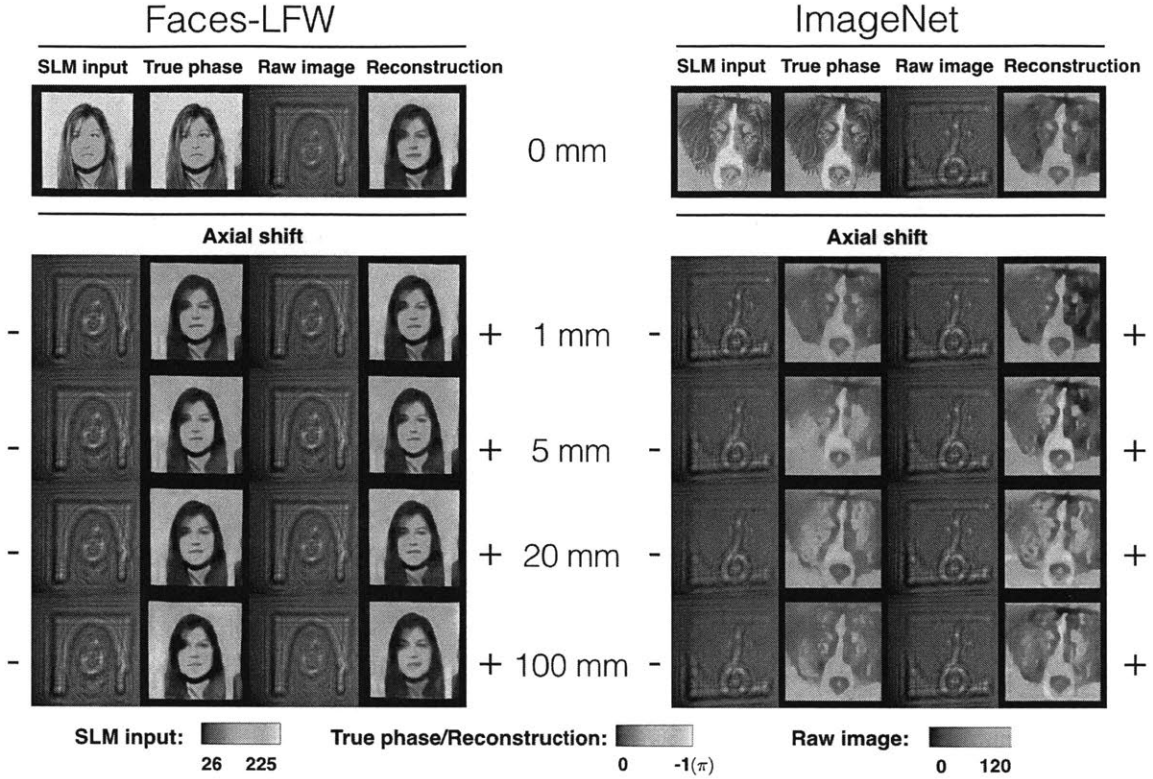 Faces-LFW
ImageNet
SLM input True phase Raw image Reconstruction
SLM input True phase Raw image Reconstruction
0 mm
Axial shift
Axial shift
- + 1 mm - +
- + 5 mm - +
- + 20 mm - +
- + 100 mm - +
SLM input: 26 225
True phase/Reconstruction: 0 -1(π)
Raw image: 0 120